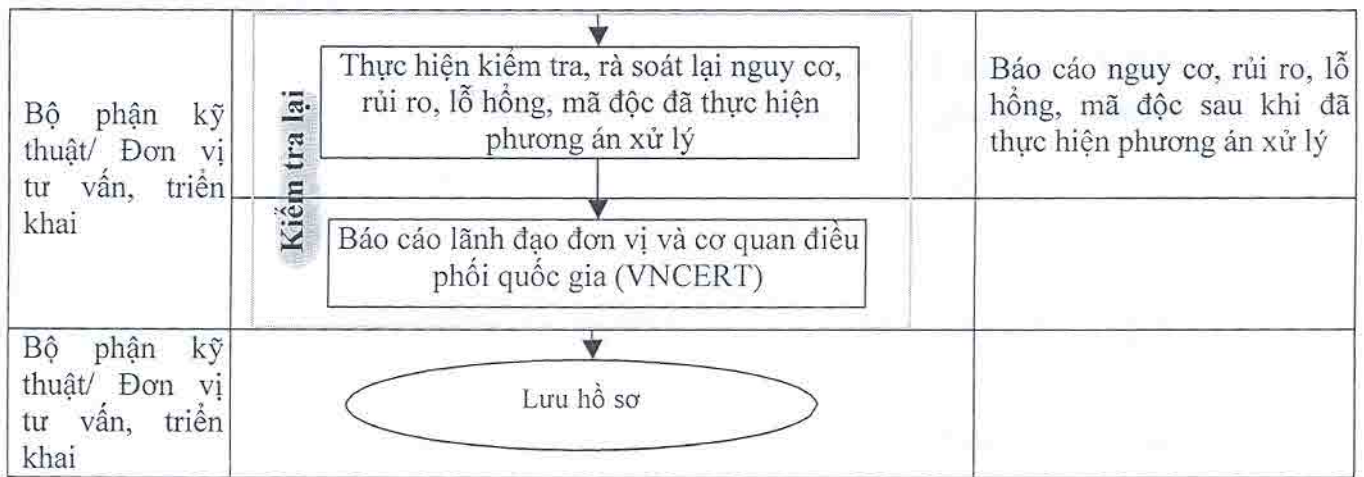 Bộ phận kỹ
thuật/ Đơn vị
tư vấn, triển
khai
Kiểm tra lại
Thực hiện kiểm tra, rà soát lại nguy cơ,
rủi ro, lỗ hổng, mã độc đã thực hiện
phương án xử lý
Báo cáo nguy cơ, rủi ro, lỗ
hổng, mã độc sau khi đã
thực hiện phương án xử lý
Báo cáo lãnh đạo đơn vị và cơ quan điều
phối quốc gia (VNCERT)
Bộ phận kỹ
thuật/ Đơn vị
tư vấn, triển
khai
Lưu hồ sơ